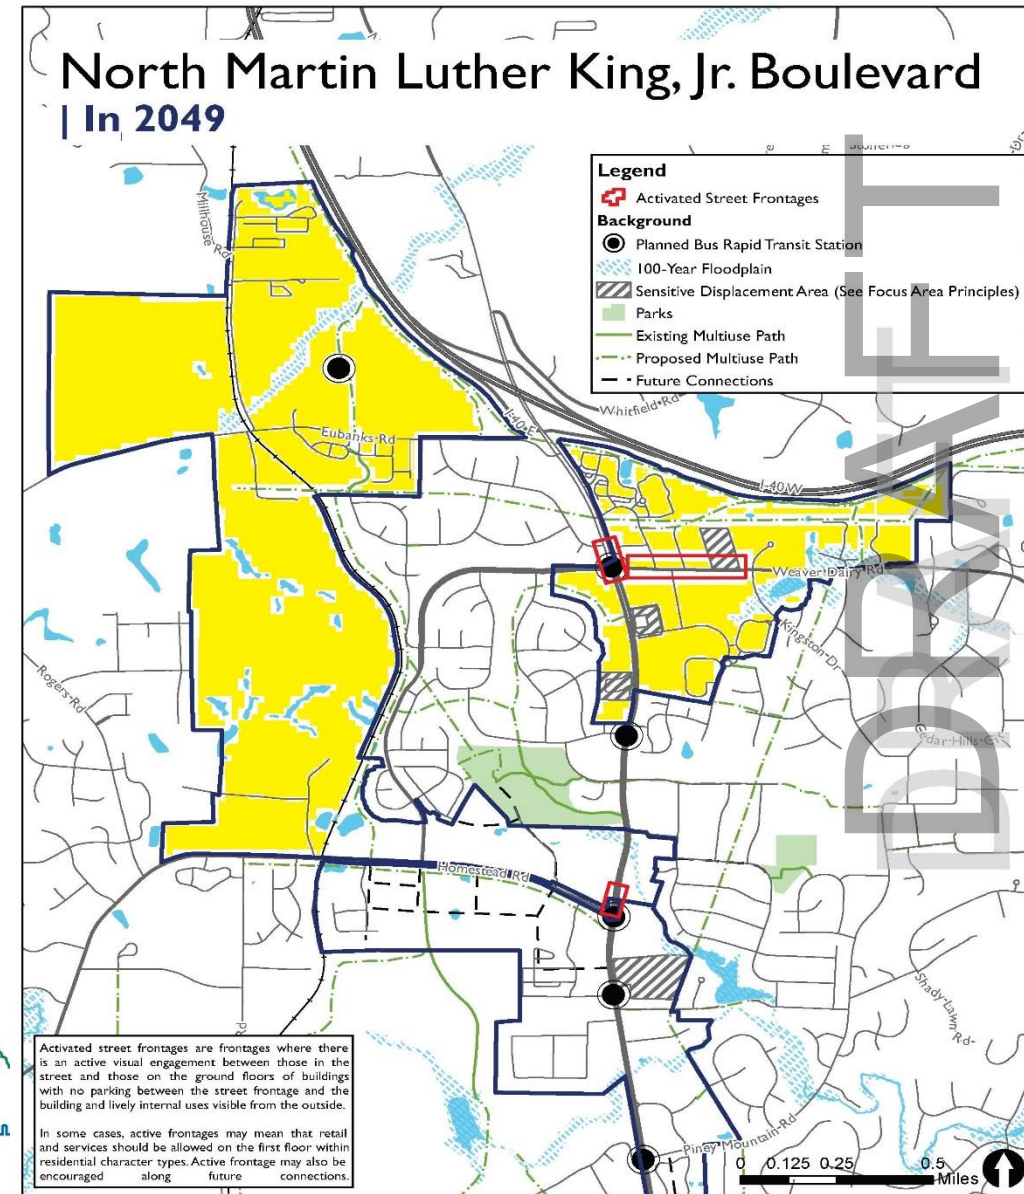 North Martin Luther King, Jr. Boulevard
| In 2049
Legend
Activated Street Frontages
Background
Planned Bus Rapid Transit Station
100-Year Floodplain
Sensitive Displacement Area (See Focus Area Principles)
Parks
Existing Multiuse Path
Proposed Multiuse Path
Future Connections
DRAFT
Millhouse Rd
Whitfield Rd
I-40 E
Eubanks Rd
I-40 W
Weaver Dairy Rd
Kingston Dr
Rogers Rd
Cedar Hills Cir
Homestead Rd
Shady Lawn Rd
Rd
Piney Mountain Rd
Activated street frontages are frontages where there
is an active visual engagement between those in the
street and those on the ground floors of buildings
with no parking between the street frontage and the
building and lively internal uses visible from the outside.
In some cases, active frontages may mean that retail
and services should be allowed on the first floor within
residential character types. Active frontage may also be
encouraged along future connections.
0 0.125 0.25 0.5
Miles